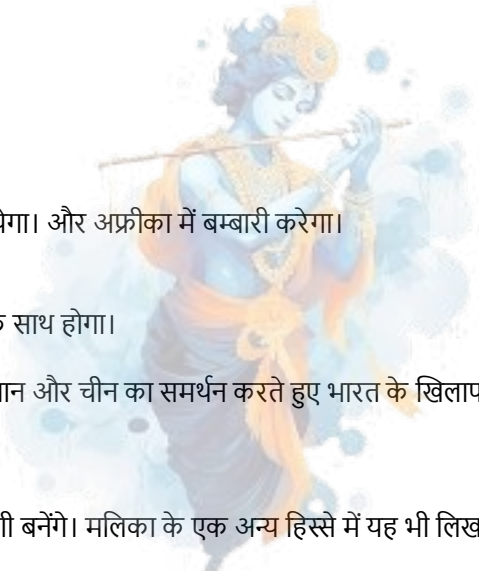 और अफ्रीका में बम्बारी करेगा।
साथ होगा।
और चीन का समर्थन करते हुए भारत के खिलाफ
बनेंगे। मलिका के एक अन्य हिस्से में यह भी